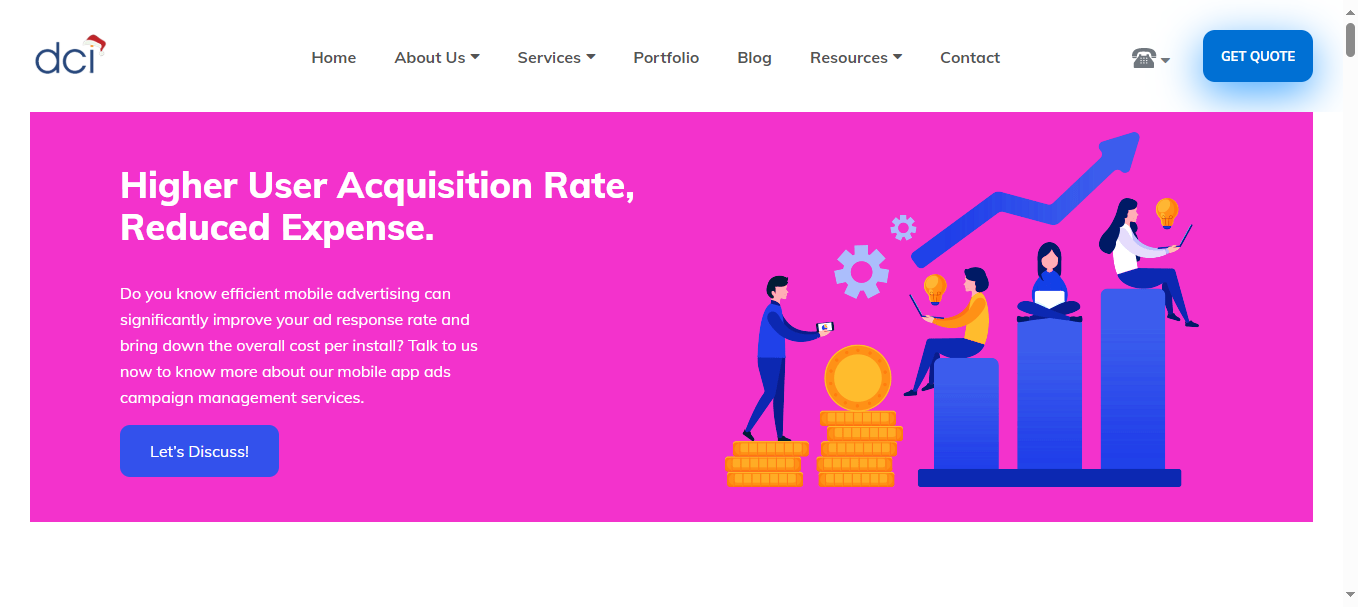 dci
Home
About Us
Services
Portfolio
Blog
Resources
Contact
GET QUOTE
Higher User Acquisition Rate,
Reduced Expense.
Do you know efficient mobile advertising can
significantly improve your ad response rate and
bring down the overall cost per install? Talk to us
now to know more about our mobile app ads
campaign management services.
Let's Discuss!